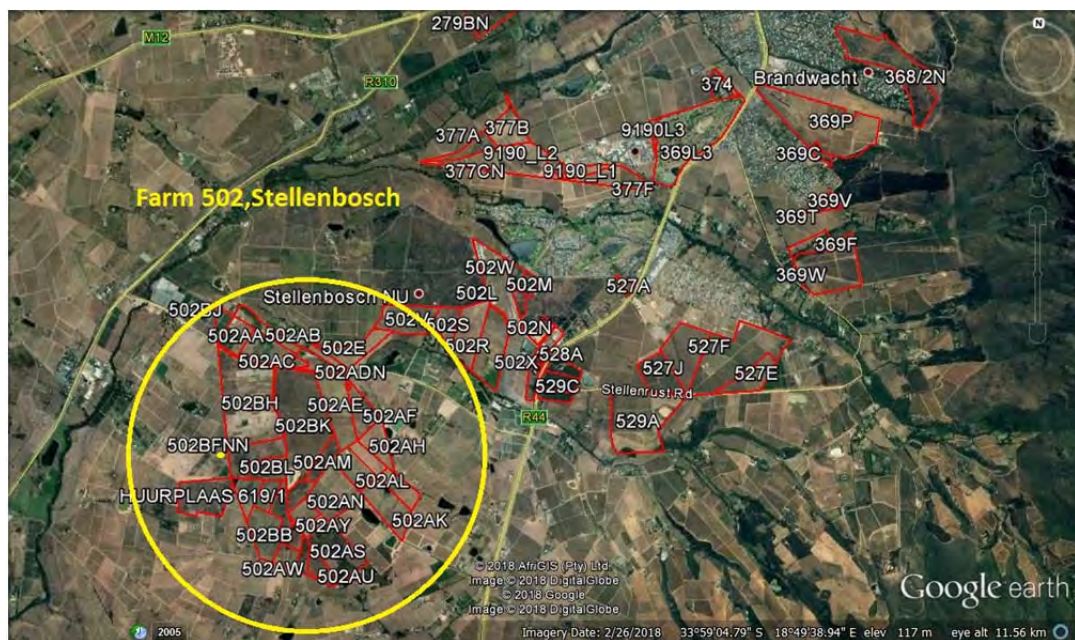 279BN
M12
R310
Brandwacht
368/2N
374
377B
377A
369P
9190L3
9190_L2
369L3
369C
377CN
9190_L1
377F
Farm 502,Stellenbosch
369V
369T
369F
502W
369W
502M
527A
Stellenbosch NU
502L
502BJ
502V
502S
502N
502AA
502AB
502E
502R
528A
527F
502AC
502X
502ADN
527J
527E
529C
Stellenrust Rd
502BH
502AE
502AF
529A
R44
502BK
502BFNN
502AH
502BL
502AM
502AL
HUURPLAAS 619/1
502AN
502AK
502AY
502BB
502AS
502AW
502AU
© 2018 AfriGIS (Pty) Ltd.
Image © 2018 DigitalGlobe
© 2018 Google
Image © 2018 DigitalGlobe
Google earth
N
2005
Imagery Date: 2/26/2018 33°59'04.79" S 18°49'38.94" E elev 117 m eye alt 11.56 km